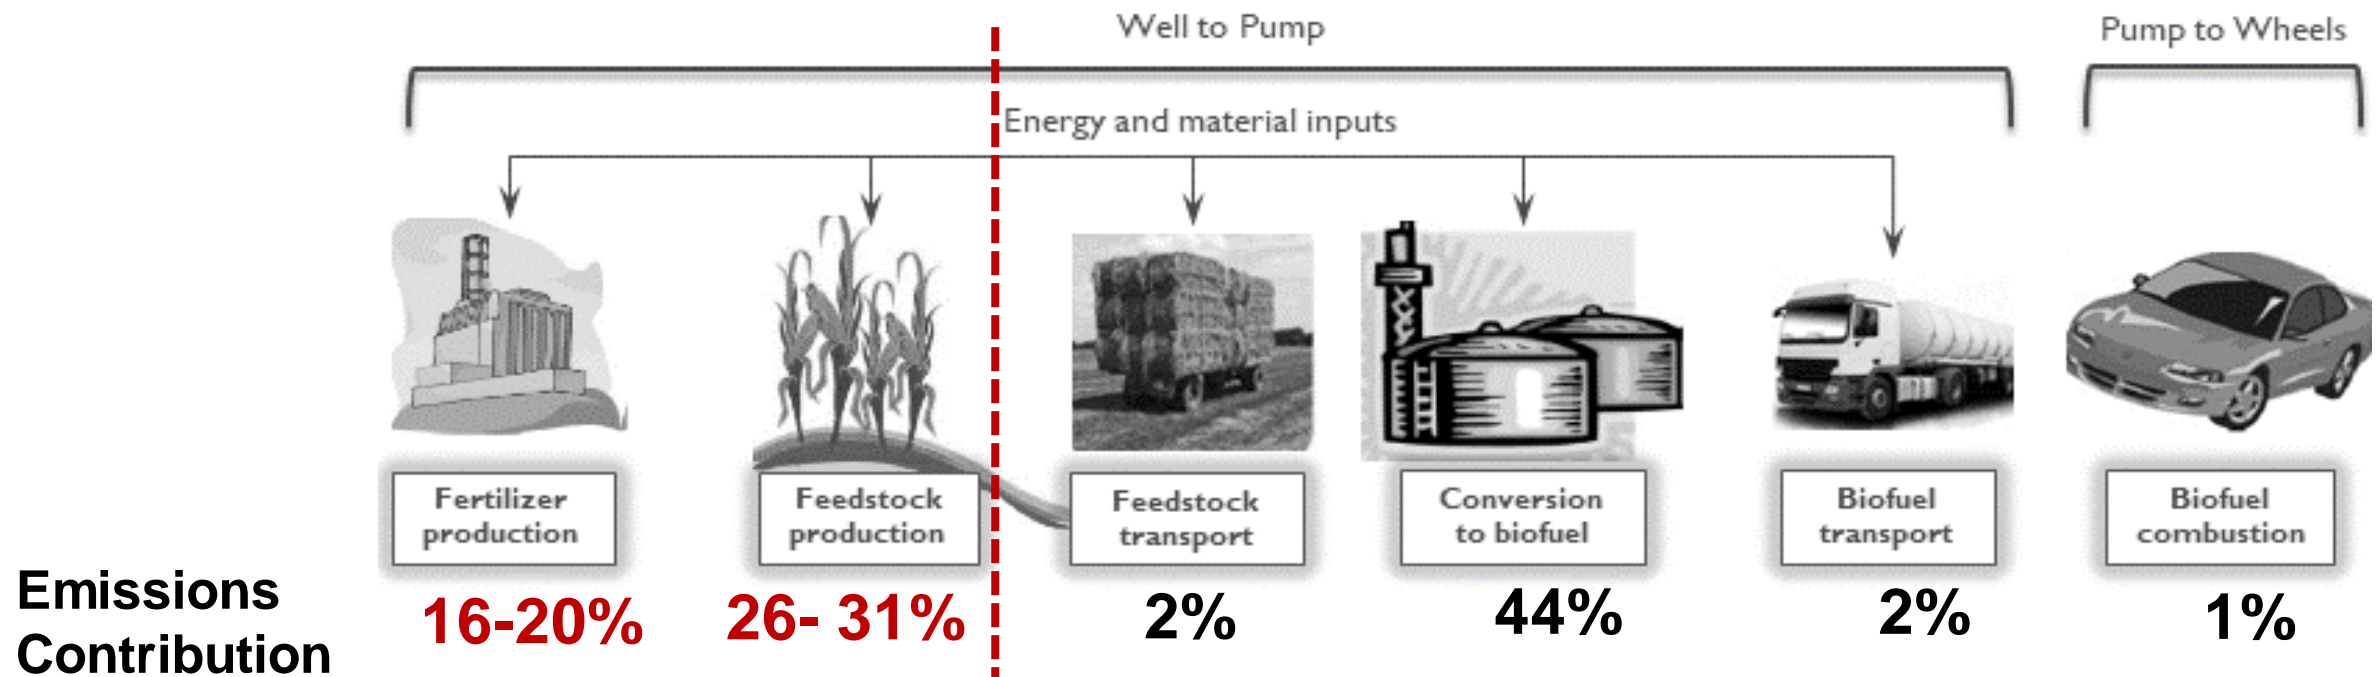 Well to Pump
Pump to Wheels
Energy and material inputs
Fertilizer
production
Feedstock
production
Feedstock
transport
Conversion
to biofuel
Biofuel
transport
Biofuel
combustion
Emissions
Contribution
16-20%
26- 31%
2%
44%
2%
1%